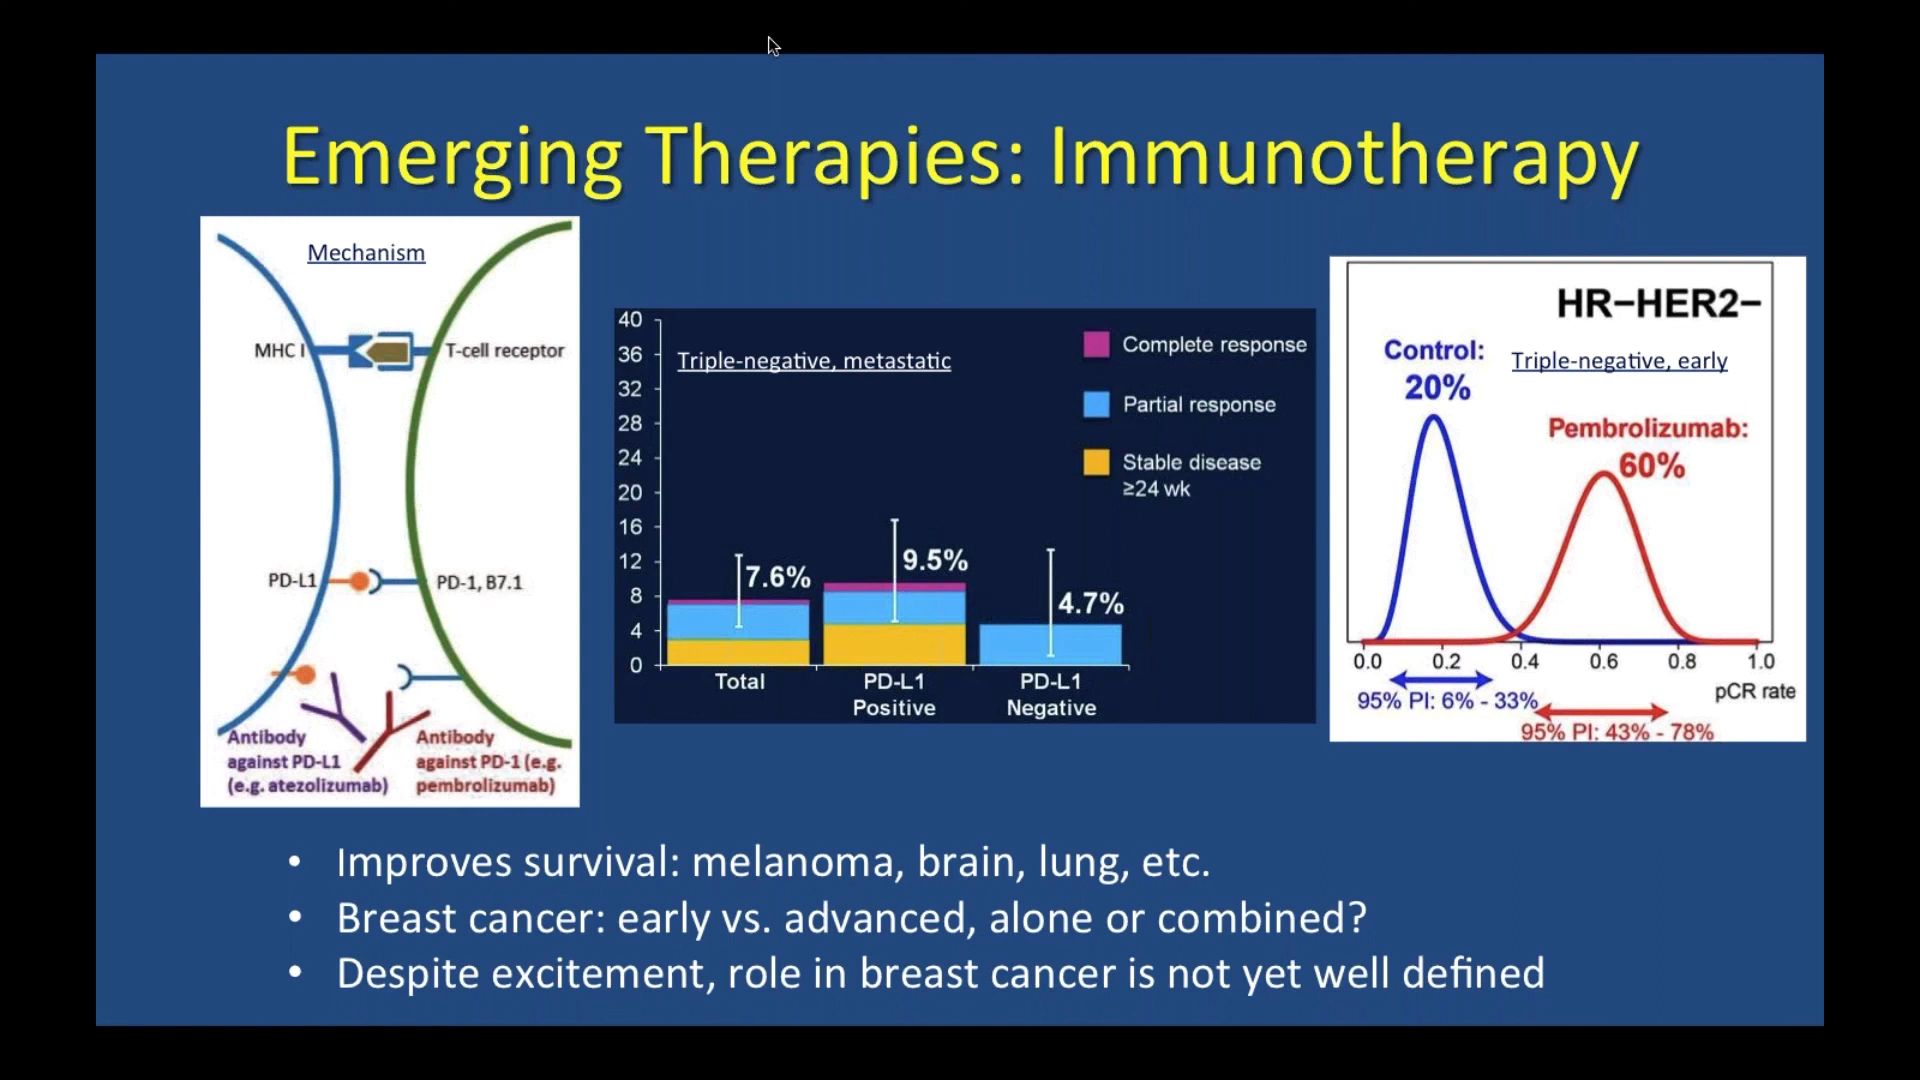 Emerging Therapies: Immunotherapy
Mechanism
MHC I
T-cell receptor
PD-L1
PD-1, B7.1
Antibody
against PD-L1
(e.g. atezolizumab)
Antibody
against PD-1 (e.g.
pembrolizumab)
40
36
32
28
24
20
16
12
8
4
0
Triple-negative, metastatic
Complete response
Partial response
Stable disease
≥24 wk
7.6%
9.5%
4.7%
Total
PD-L1
Positive
PD-L1
Negative
HR−HER2−
Control:
20%
Triple-negative, early
Pembrolizumab:
60%
0.0 0.2 0.4 0.6 0.8 1.0
pCR rate
95% PI: 6% - 33%
95% PI: 43% - 78%
• Improves survival: melanoma, brain, lung, etc.
• Breast cancer: early vs. advanced, alone or combined?
• Despite excitement, role in breast cancer is not yet well defined